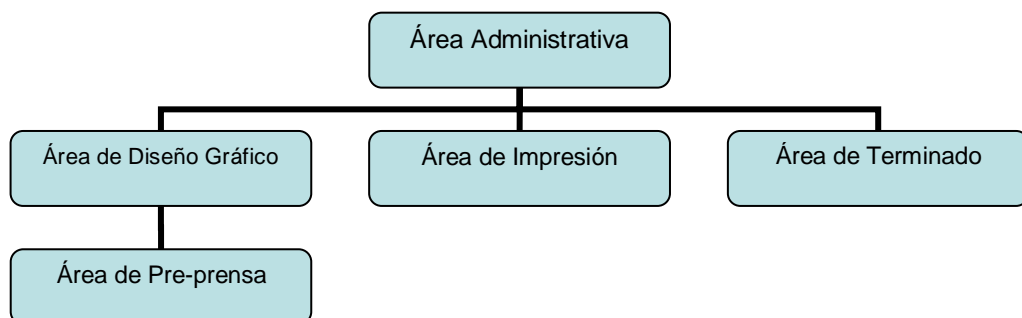 Área Administrativa
Área de Diseño Gráfico
Área de Impresión
Área de Terminado
Área de Pre-prensa